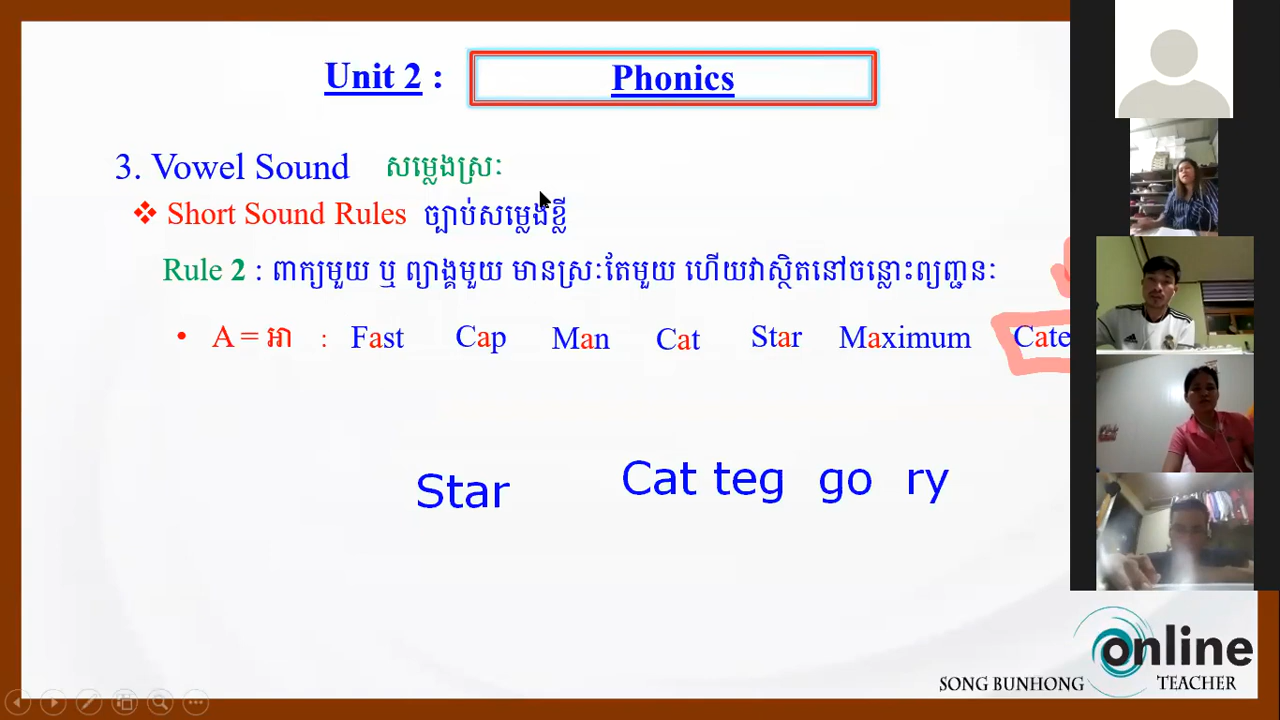 Unit 2 : Phonics
3. Vowel Sound សម្លេងស្រៈ
❖ Short Sound Rules ច្បាប់សម្លេងខ្លី
Rule 2 : ពាក្យមួយ ឬ ព្យាង្គមួយ មានស្រៈតែមួយ ហើយវាស្ថិតនៅចន្លោះព្យញ្ជនៈ
• A = អា : Fast Cap Man Cat Star Maximum Cate
Star Cat teg go ry
online
SONG BUNHONG TEACHER